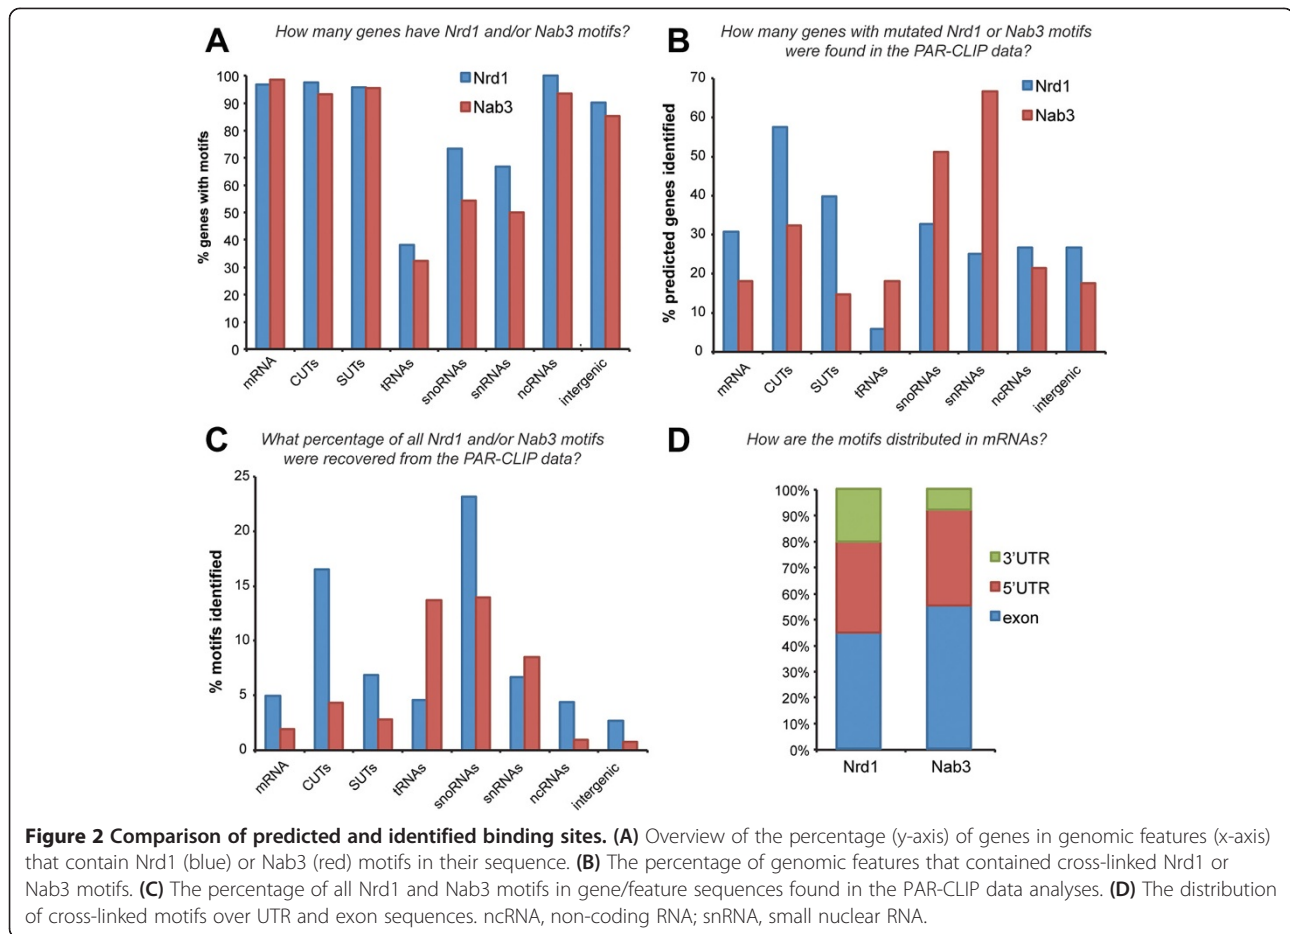 A
How many genes have Nrd1 and/or Nab3 motifs?
% genes with motifs
100
90
80
70
60
50
40
30
20
10
0
Nrd1
Nab3
mRNA
CUTs
SUTs
tRNAs
snoRNAs
snRNAs
ncRNAs
intergenic
B
How many genes with mutated Nrd1 or Nab3 motifs
were found in the PAR-CLIP data?
% predicted genes identified
70
60
50
40
30
20
10
0
Nrd1
Nab3
mRNA
CUTs
SUTs
tRNAs
snoRNAs
snRNAs
ncRNAs
intergenic
C
What percentage of all Nrd1 and/or Nab3 motifs
were recovered from the PAR-CLIP data?
% motifs identified
25
20
15
10
5
0
mRNA
CUTs
SUTs
tRNAs
snoRNAs
snRNAs
ncRNAs
intergenic
D
How are the motifs distributed in mRNAs?
100%
90%
80%
70%
60%
50%
40%
30%
20%
10%
0%
3'UTR
5'UTR
exon
Nrd1
Nab3
Figure 2 Comparison of predicted and identified binding sites. (A) Overview of the percentage (y-axis) of genes in genomic features (x-axis)
that contain Nrd1 (blue) or Nab3 (red) motifs in their sequence. (B) The percentage of genomic features that contained cross-linked Nrd1 or
Nab3 motifs. (C) The percentage of all Nrd1 and Nab3 motifs in gene/feature sequences found in the PAR-CLIP data analyses. (D) The distribution
of cross-linked motifs over UTR and exon sequences. ncRNA, non-coding RNA; snRNA, small nuclear RNA.